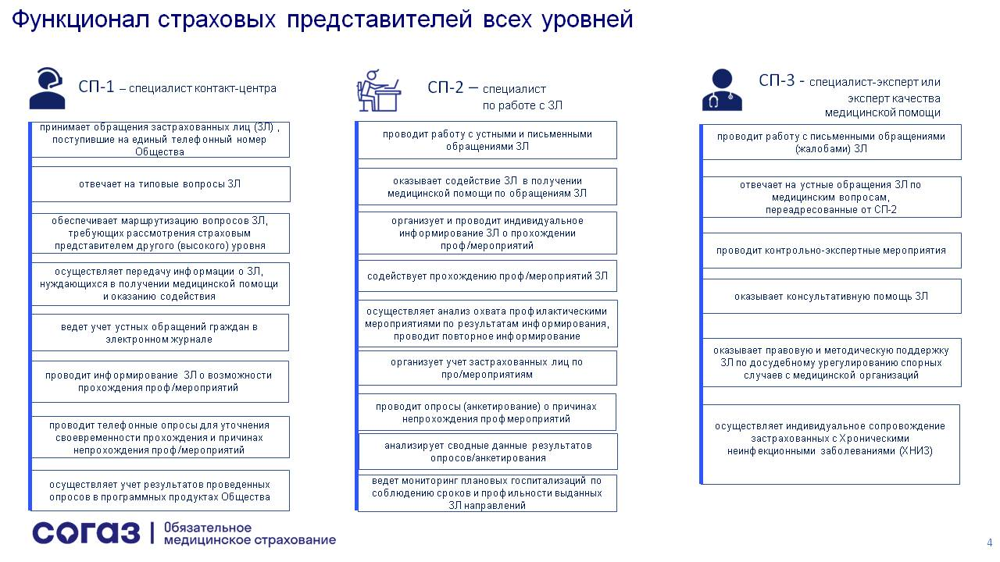 Функционал страховых представителей всех уровней
СП-1 – специалист контакт-центра
принимает обращения застрахованных лиц (ЗЛ) ,
поступившие на единый телефонный номер
Общества
отвечает на типовые вопросы ЗЛ
обеспечивает маршрутизацию вопросов ЗЛ,
требующих рассмотрения страховым
представителем другого (высокого) уровня
осуществляет передачу информации о ЗЛ,
нуждающихся в получении медицинской помощи
и оказанию содействия
ведет учет устных обращений граждан в
электронном журнале
проводит информирование ЗЛ о возможности
прохождения проф/мероприятий
проводит телефонные опросы для уточнения
своевременности прохождения и причинах
непрохождения проф/мероприятий
осуществляет учет результатов проведенных
опросов в программных продуктах Общества
СП-2 – специалист
по работе с ЗЛ
проводит работу с устными и письменными
обращениями ЗЛ
оказывает содействие ЗЛ в получении
медицинской помощи по обращениям ЗЛ
организует и проводит индивидуальное
информирование ЗЛ о прохождении
проф/мероприятий
содействует прохождению проф/мероприятий ЗЛ
осуществляет анализ охвата профилактическими
мероприятиями по результатам информирования,
проводит повторное информирование
организует учет застрахованных лиц по
про/мероприятиям
проводит опросы (анкетирование) о причинах
непрохождения профмероприятий
анализирует сводные данные результатов
опросов/анкетирования
ведет мониторинг плановых госпитализаций по
соблюдению сроков и профильности выданных
ЗЛ направлений
СП-3 - специалист-эксперт или
эксперт качества
медицинской помощи
проводит работу с письменными обращениями
(жалобами) ЗЛ
отвечает на устные обращения ЗЛ по
медицинским вопросам,
переадресованные от СП-2
проводит контрольно-экспертные мероприятия
оказывает консультативную помощь ЗЛ
оказывает правовую и методическую поддержку
ЗЛ по досудебному урегулированию спорных
случаев с медицинской организаций
осуществляет индивидуальное сопровождение
застрахованных с Хроническими
неинфекционными заболеваниями (ХНИЗ)
согаз | Обязательное
медицинское страхование
4